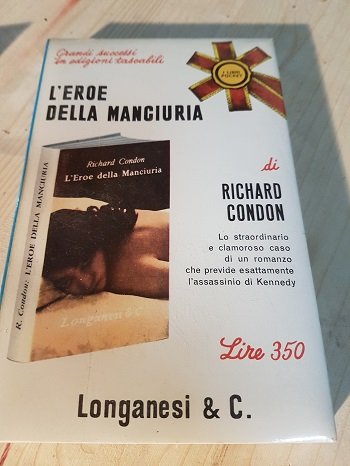 Grandi successi
in edizioni tascabili
I LIBRI
POCKET
L'EROE
DELLA MANCIURIA
Richard Condon
L'Eroe della Manciuria
R. Condon: L'EROE DELLA MANCIURIA
Longanesi & C.
di
RICHARD
CONDON
Lo straordinario
e clamoroso caso
di un romanzo
che previde esattamente
l'assassinio di Kennedy
Lire 350
Longanesi & C.